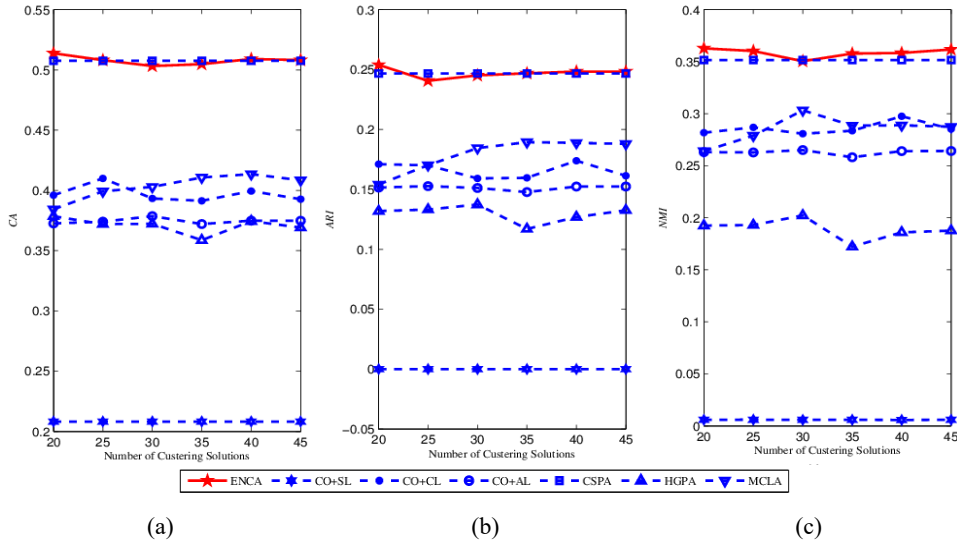 0.55
0.5
0.45
0.4
0.35
0.3
0.25
0.2
CA
20 25 30 35 40 45
Number of Custering Solutions
0.3
0.25
0.2
0.15
0.1
0.05
0
−0.05
ARI
20 25 30 35 40 45
Number of Custering Solutions
0.4
0.35
0.3
0.25
0.2
0.15
0.1
0.05
0
NMI
20 25 30 35 40 45
Number of Custering Solutions
ENCA CO+SL CO+CL CO+AL CSPA HGPA MCLA
(a) (b) (c)